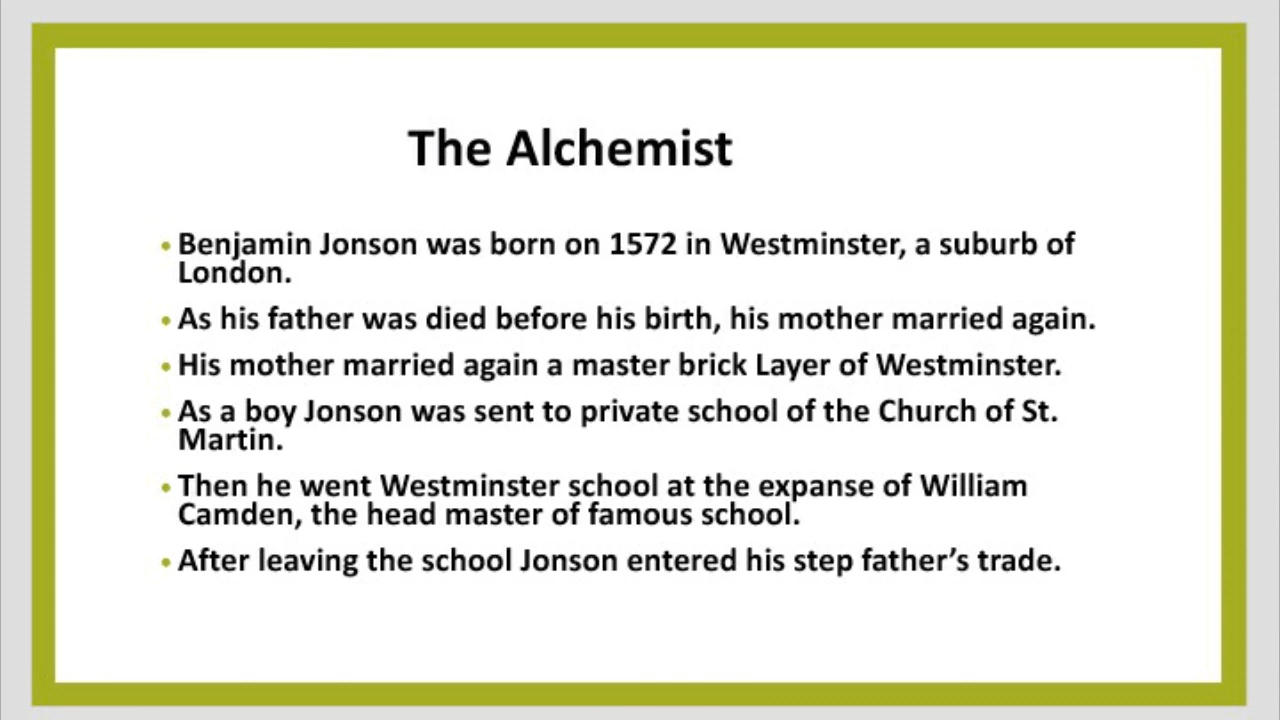 The Alchemist
• Benjamin Jonson was born on 1572 in Westminster, a suburb of
London.
• As his father was died before his birth, his mother married again.
• His mother married again a master brick Layer of Westminster.
• As a boy Jonson was sent to private school of the Church of St.
Martin.
• Then he went Westminster school at the expanse of William
Camden, the head master of famous school.
• After leaving the school Jonson entered his step father’s trade.